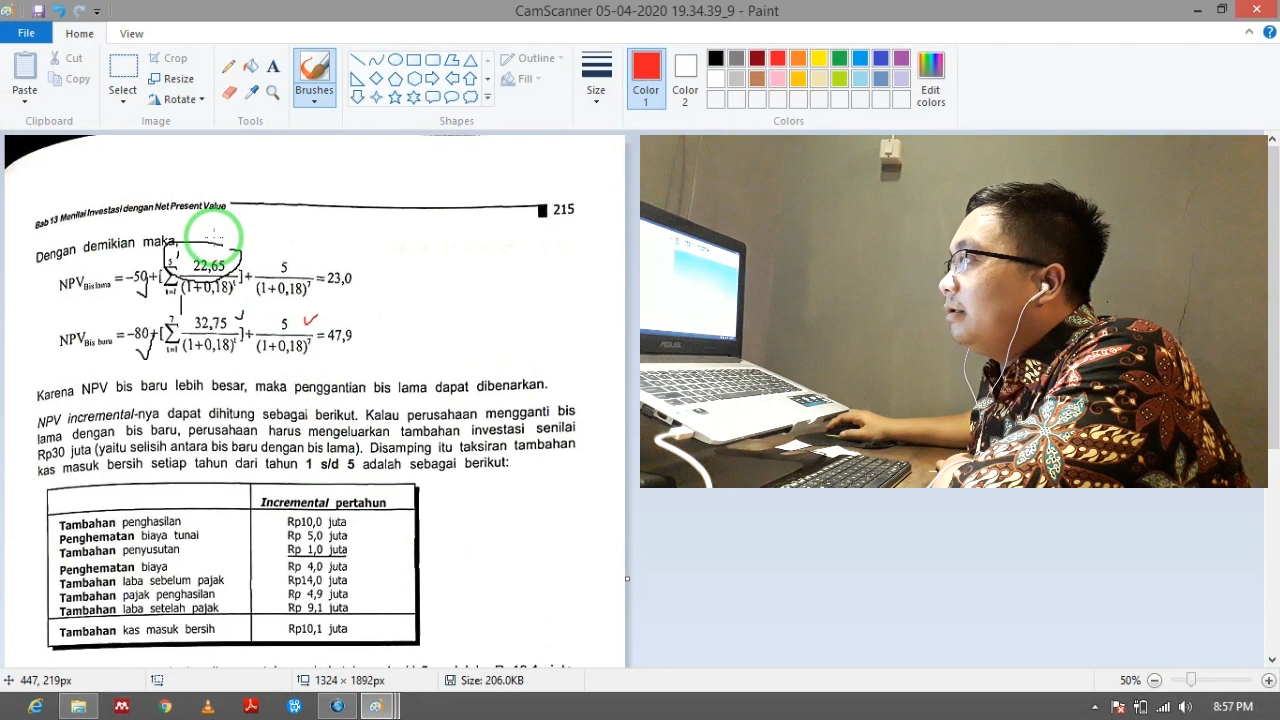 CamScanner 05-04-2020 19.34.39_9 - Paint
File Home View
Paste
Cut
Copy
Clipboard
Select
Crop
Resize
Rotate
Image
A
Tools
Brushes
Shapes
Outline
Fill
Size
Color 1
Color 2
Edit colors
Colors
Bab 13 Menilai Investasi dengan Net Present Value 215
Dengan demikian maka,
NPV Bis lama = -50 + [∑ 5 t=1 22,65 / (1+0,18)^t] + 5 / (1+0,18)^7 = 23,0
NPV Bis baru = -80 + [∑ 7 t=1 32,75 / (1+0,18)^t] + 5 / (1+0,18)^7 = 47,9
Karena NPV bis baru lebih besar, maka penggantian bis lama dapat dibenarkan.
NPV incremental-nya dapat dihitung sebagai berikut. Kalau perusahaan mengganti bis
lama dengan bis baru, perusahaan harus mengeluarkan tambahan investasi senilai
Rp30 juta (yaitu selisih antara bis baru dengan bis lama). Disamping itu taksiran tambahan
kas masuk bersih setiap tahun dari tahun 1 s/d 5 adalah sebagai berikut:
Incremental pertahun
Tambahan penghasilan Rp10,0 juta
Penghematan biaya tunai Rp 5,0 juta
Tambahan penyusutan Rp 1,0 juta
Penghematan biaya Rp 4,0 juta
Tambahan laba sebelum pajak Rp14,0 juta
Tambahan pajak penghasilan Rp 4,9 juta
Tambahan laba setelah pajak Rp 9,1 juta
Tambahan kas masuk bersih Rp10,1 juta
ASUS
447, 219px
1324 × 1892px
Size: 206.0KB
50%
8:57 PM